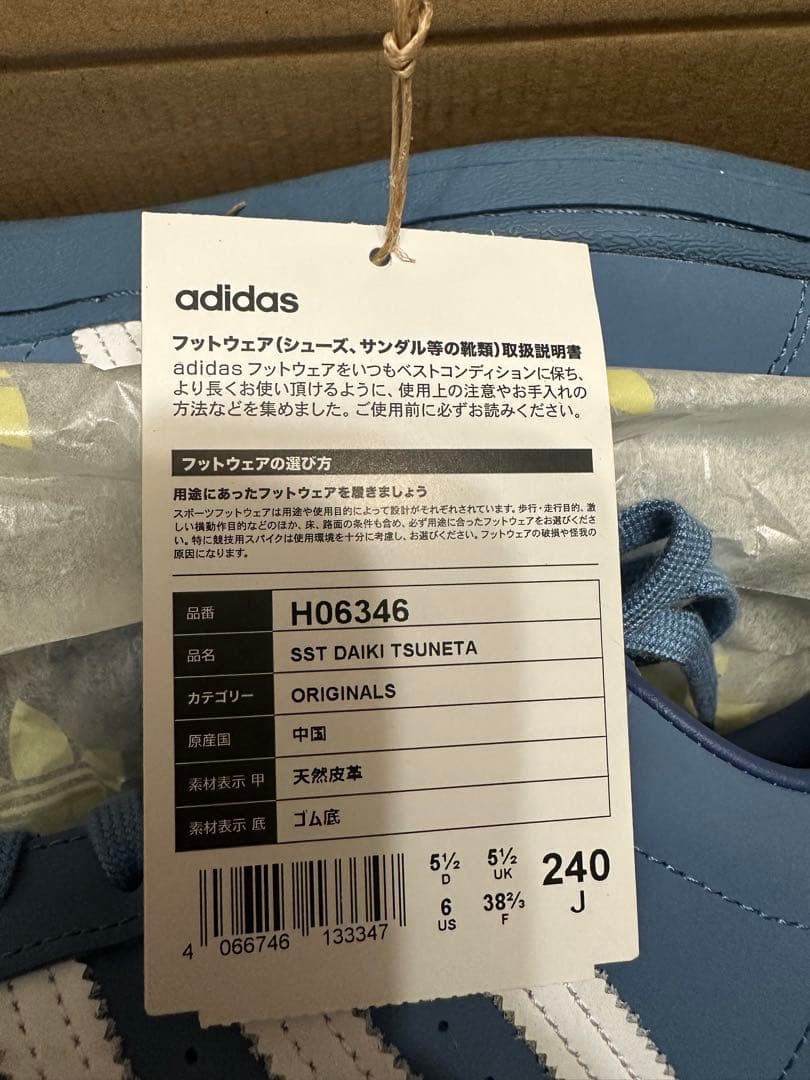 adidas
フットウェア(シューズ、サンダル等の靴類)取扱説明書
adidas フットウェアをいつもベストコンディションに保ち、
より長くお使い頂けるように、使用上の注意やお手入れの
方法などを集めました。ご使用前に必ずお読みください。
フットウェアの選び方
用途にあったフットウェアを履きましょう
スポーツフットウェアは用途や使用目的によって設計がそれぞれされています。歩行・走行目的、激
しい横動作目的などのほか、床、路面の条件も含め、必ず用途に合ったフットウェアをお選びくださ
い。特に競技用スパイクは使用環境を十分に考慮し、お選びください。フットウェアの破損や怪我の
原因になります。
品番 H06346
品名 SST DAIKI TSUNETA
カテゴリー ORIGINALS
原産国 中国
素材表示 甲 天然皮革
素材表示 底 ゴム底
5½ 5½ 240
D UK J
6 38⅔
US F
4 066746 133347